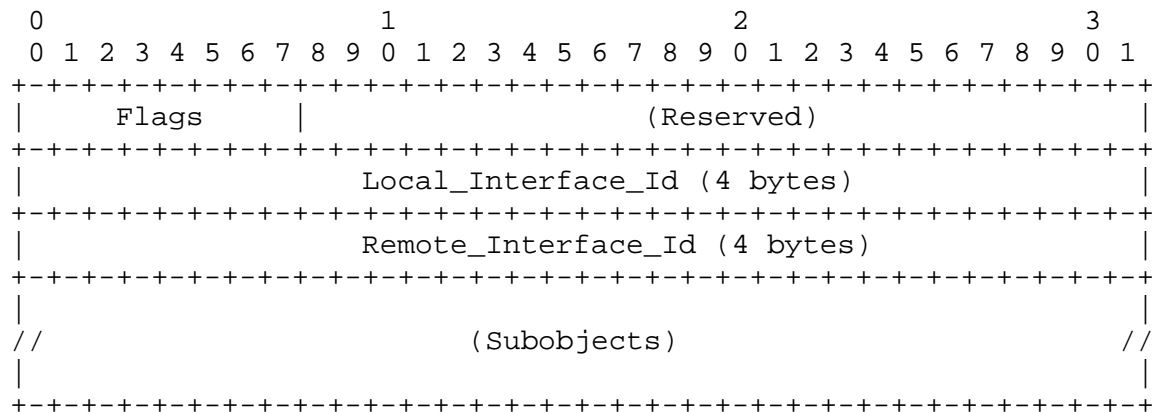 0                   1                   2                   3
 0 1 2 3 4 5 6 7 8 9 0 1 2 3 4 5 6 7 8 9 0 1 2 3 4 5 6 7 8 9 0 1
+-+-+-+-+-+-+-+-+-+-+-+-+-+-+-+-+-+-+-+-+-+-+-+-+-+-+-+-+-+-+-+-+
|     Flags     |                   (Reserved)                  |
+-+-+-+-+-+-+-+-+-+-+-+-+-+-+-+-+-+-+-+-+-+-+-+-+-+-+-+-+-+-+-+-+
|                   Local_Interface_Id (4 bytes)                |
+-+-+-+-+-+-+-+-+-+-+-+-+-+-+-+-+-+-+-+-+-+-+-+-+-+-+-+-+-+-+-+-+
|                   Remote_Interface_Id (4 bytes)               |
+-+-+-+-+-+-+-+-+-+-+-+-+-+-+-+-+-+-+-+-+-+-+-+-+-+-+-+-+-+-+-+-+
|                                                               |
//                        (Subobjects)                         //
|                                                               |
+-+-+-+-+-+-+-+-+-+-+-+-+-+-+-+-+-+-+-+-+-+-+-+-+-+-+-+-+-+-+-+-+